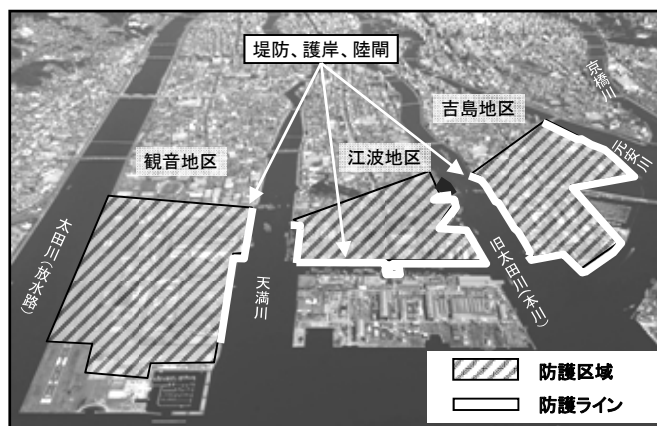 堤防、護岸、陸閘
京橋川
吉島地区
元安川
江波地区
観音地区
太田川(放水路)
天満川
旧太田川(本川)
防護区域
防護ライン